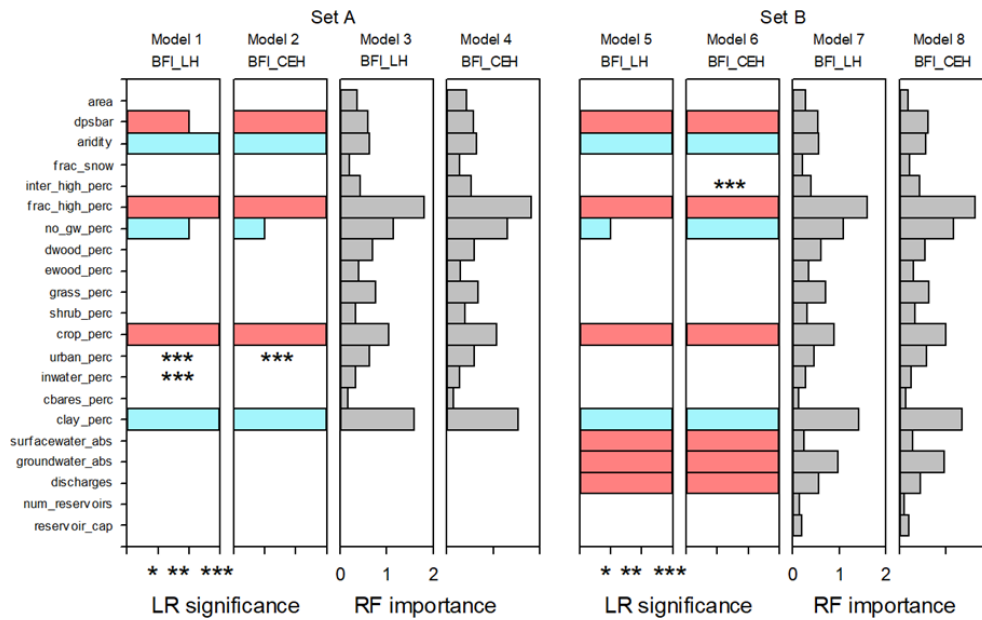 Set A Set B
Model 1 Model 2 Model 3 Model 4 Model 5 Model 6 Model 7 Model 8
BFI_LH BFI_CEH BFI_LH BFI_CEH BFI_LH BFI_CEH BFI_LH BFI_CEH
area
dpsbar
aridity
frac_snow
inter_high_perc ***
frac_high_perc
no_gw_perc
dwood_perc
ewood_perc
grass_perc
shrub_perc
crop_perc
urban_perc *** ***
inwater_perc ***
cbares_perc
clay_perc
surfacewater_abs
groundwater_abs
discharges
num_reservoirs
reservoir_cap
* ** *** 0 1 2 * ** *** 0 1 2
LR significance RF importance LR significance RF importance